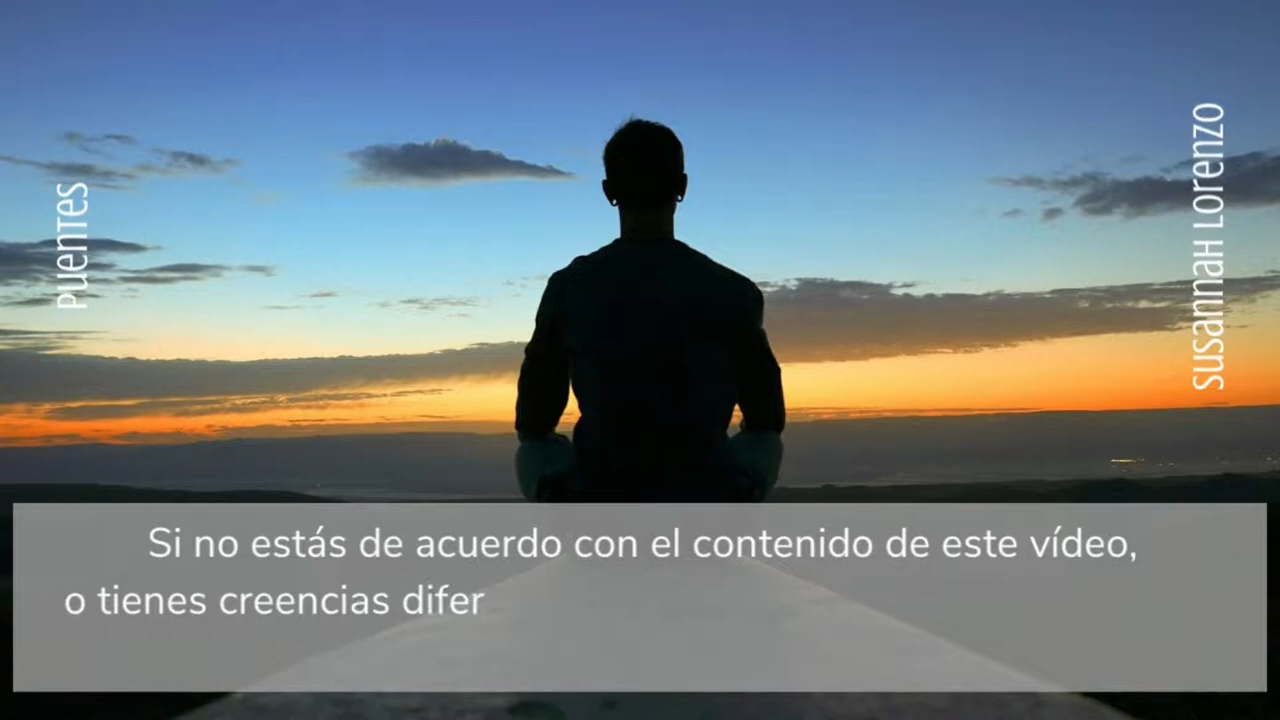 PUENTES
SUSANNAH LORENZO
Si no estás de acuerdo con el contenido de este vídeo,
o tienes creencias difer